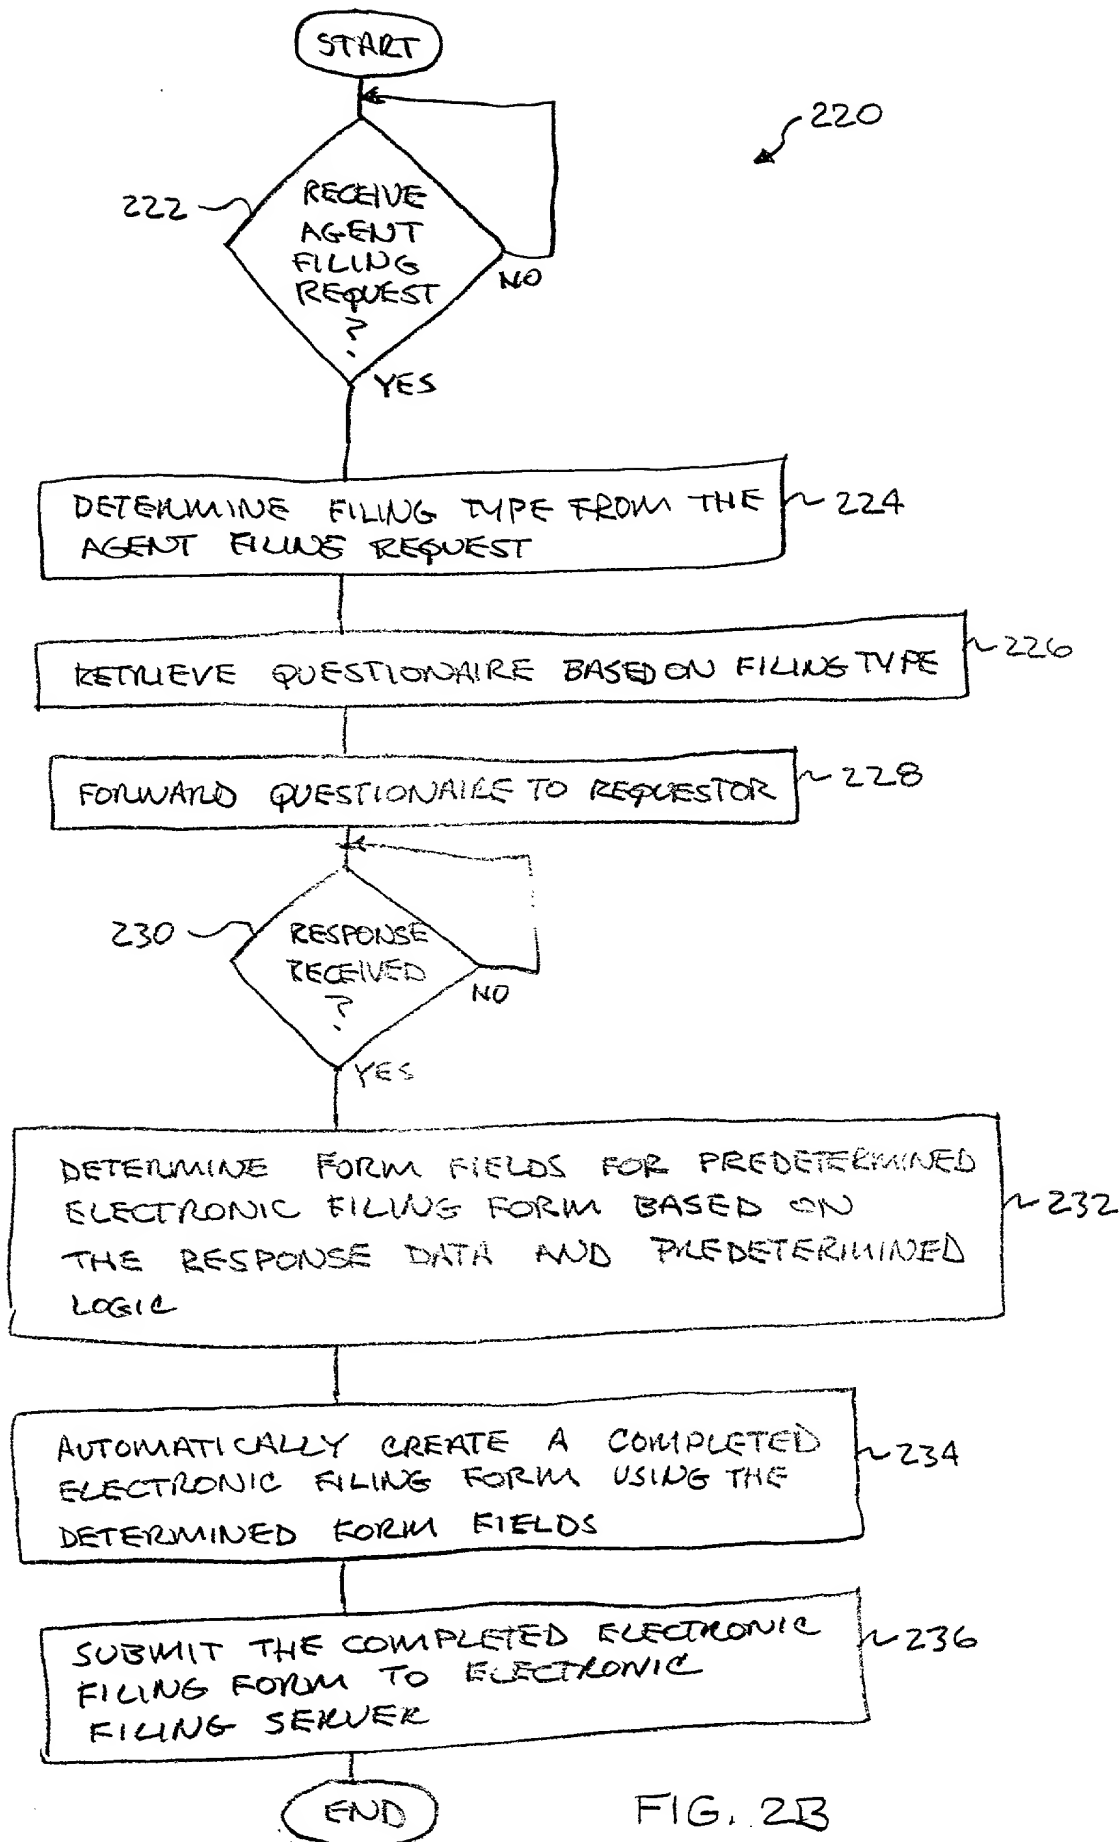 START
220
222
RECEIVE
AGENT
FILING
REQUEST
?
NO
YES
DETERMINE FILING TYPE FROM THE
AGENT FILING REQUEST
224
RETRIEVE QUESTIONAIRE BASED ON FILING TYPE
226
FORWARD QUESTIONAIRE TO REQUESTOR
228
230
RESPONSE
RECEIVED
?
NO
YES
DETERMINE FORM FIELDS FOR PREDETERMINED
ELECTRONIC FILING FORM BASED ON
THE RESPONSE DATA AND PREDETERMINED
LOGIC
232
AUTOMATICALLY CREATE A COMPLETED
ELECTRONIC FILING FORM USING THE
DETERMINED FORM FIELDS
234
SUBMIT THE COMPLETED ELECTRONIC
FILING FORM TO ELECTRONIC
FILING SERVER
236
END
FIG. 2B